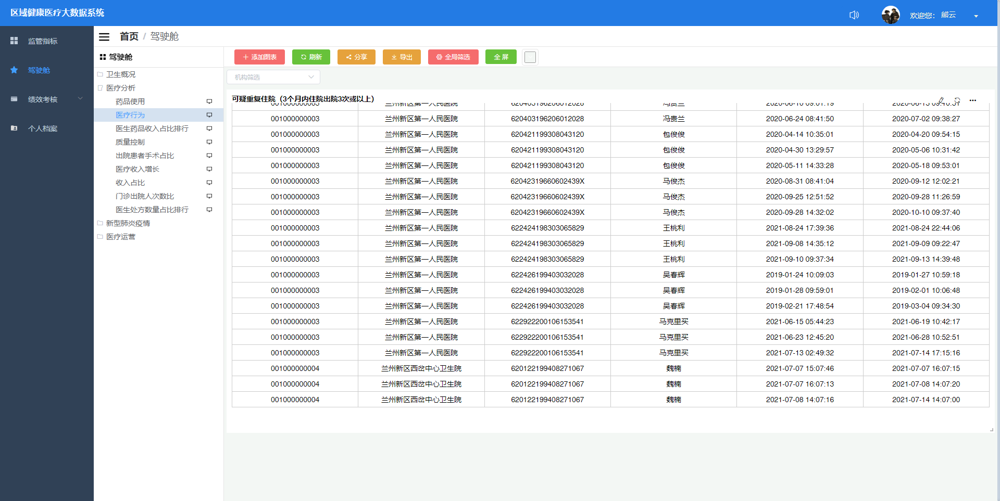 区域健康医疗大数据系统
欢迎您： 熊云
监管指标
驾驶舱
绩效考核
个人档案
首页 / 驾驶舱
驾驶舱
卫生概况
医疗分析
药品使用
医疗行为
医生药品收入占比排行
质量控制
出院患者手术占比
医疗收入增长
收入占比
门诊出院人次数比
医生处方数量占比排行
新型肺炎疫情
医疗运营
添加图表 刷新 分享 导出 全局筛选 全 屏
机构筛选
可疑重复住院（3个月内住院出院3次或以上）
001000000003 兰州新区第一人民医院 620403196206012028 冯贵兰 2020-06-10 09:01:19 2020-06-13 09:10:31
001000000003 兰州新区第一人民医院 620403196206012028 冯贵兰 2020-06-24 08:41:50 2020-07-02 09:38:27
001000000003 兰州新区第一人民医院 620421199308043120 包俊俊 2020-04-14 10:35:01 2020-04-20 09:54:15
001000000003 兰州新区第一人民医院 620421199308043120 包俊俊 2020-04-30 13:29:57 2020-05-06 10:31:42
001000000003 兰州新区第一人民医院 620421199308043120 包俊俊 2020-05-11 14:33:28 2020-05-18 09:53:01
001000000003 兰州新区第一人民医院 62042319660602439X 马俊杰 2020-08-31 08:41:04 2020-09-12 12:02:21
001000000003 兰州新区第一人民医院 62042319660602439X 马俊杰 2020-09-25 12:51:52 2020-09-28 11:26:59
001000000003 兰州新区第一人民医院 62042319660602439X 马俊杰 2020-09-28 14:32:02 2020-10-10 09:37:40
001000000003 兰州新区第一人民医院 622424198303065829 王桃利 2021-08-24 17:39:36 2021-08-24 22:44:06
001000000003 兰州新区第一人民医院 622424198303065829 王桃利 2021-09-08 14:35:12 2021-09-09 09:22:47
001000000003 兰州新区第一人民医院 622424198303065829 王桃利 2021-09-10 09:37:34 2021-09-13 14:39:48
001000000003 兰州新区第一人民医院 622426199403032028 吴春辉 2019-01-24 10:09:03 2019-01-27 10:59:18
001000000003 兰州新区第一人民医院 622426199403032028 吴春辉 2019-01-28 09:59:01 2019-02-01 10:06:48
001000000003 兰州新区第一人民医院 622426199403032028 吴春辉 2019-02-21 17:48:54 2019-03-04 09:34:30
001000000003 兰州新区第一人民医院 622922200106153541 马克里买 2021-06-15 05:44:23 2021-06-19 10:42:17
001000000003 兰州新区第一人民医院 622922200106153541 马克里买 2021-06-23 12:45:20 2021-06-28 10:52:51
001000000003 兰州新区第一人民医院 622922200106153541 马克里买 2021-07-13 02:49:32 2021-07-14 17:15:16
001000000004 兰州新区西岔中心卫生院 620122199408271067 魏楠 2021-07-07 15:07:46 2021-07-07 16:07:15
001000000004 兰州新区西岔中心卫生院 620122199408271067 魏楠 2021-07-07 16:07:13 2021-07-08 14:07:20
001000000004 兰州新区西岔中心卫生院 620122199408271067 魏楠 2021-07-08 14:07:16 2021-07-14 14:07:00